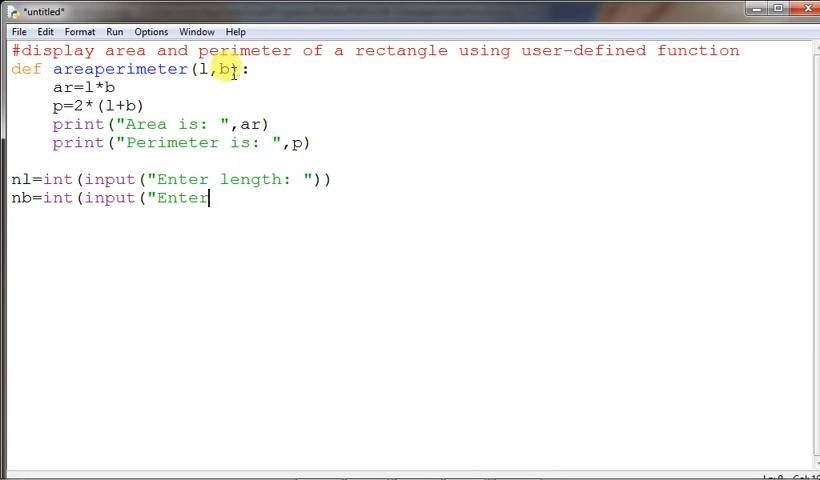 *untitled*
File Edit Format Run Options Window Help
#display area and perimeter of a rectangle using user-defined function
def areaperimeter(l,b):
    ar=l*b
    p=2*(l+b)
    print("Area is: ",ar)
    print("Perimeter is: ",p)
nl=int(input("Enter length: "))
nb=int(input("Enter